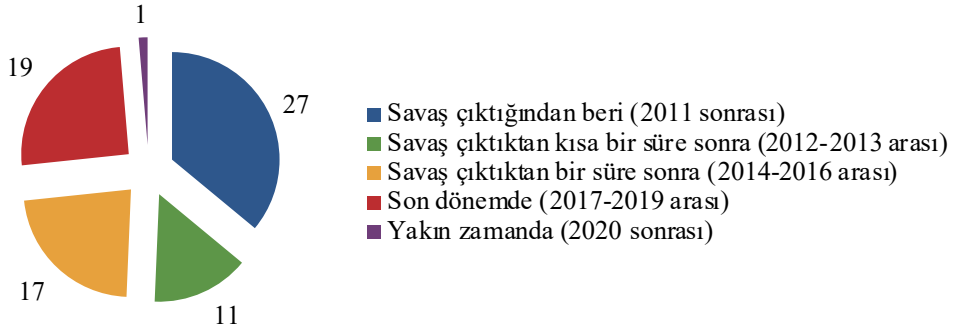 1
19
27
17
11
Savaş çıktığından beri (2011 sonrası)
Savaş çıktıktan kısa bir süre sonra (2012-2013 arası)
Savaş çıktıktan bir süre sonra (2014-2016 arası)
Son dönemde (2017-2019 arası)
Yakın zamanda (2020 sonrası)